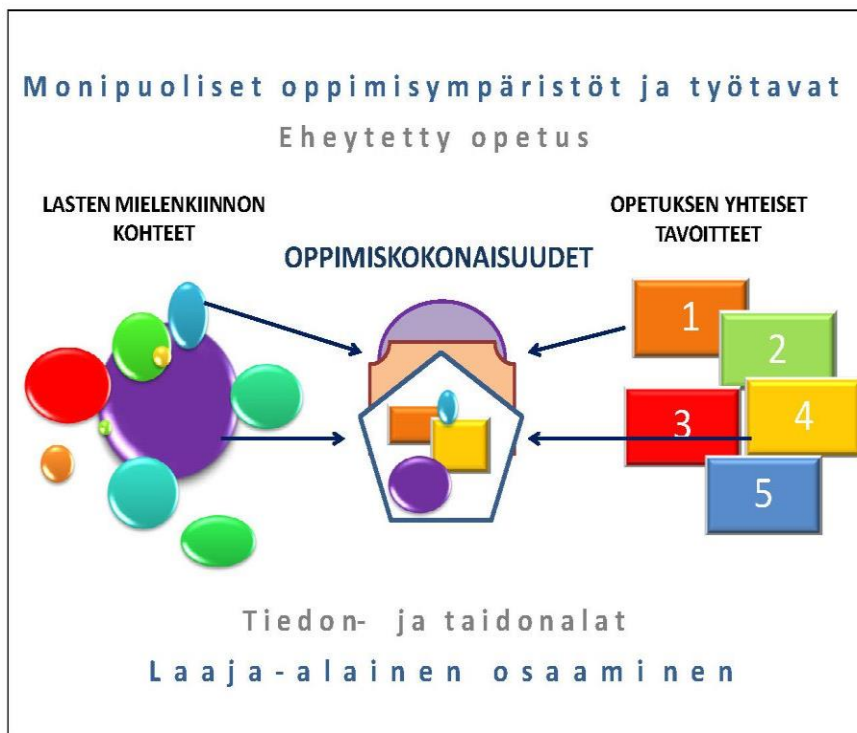 Monipuoliset oppimisympäristöt ja työtavat
Eheytetty opetus
LASTEN MIELENKIINNON
KOHTEET
OPPIMISKOKONAISUUDET
OPETUKSEN YHTEISET
TAVOITTEET
1
2
3
4
5
Tiedon- ja taidonalat
Laaja-alainen osaaminen